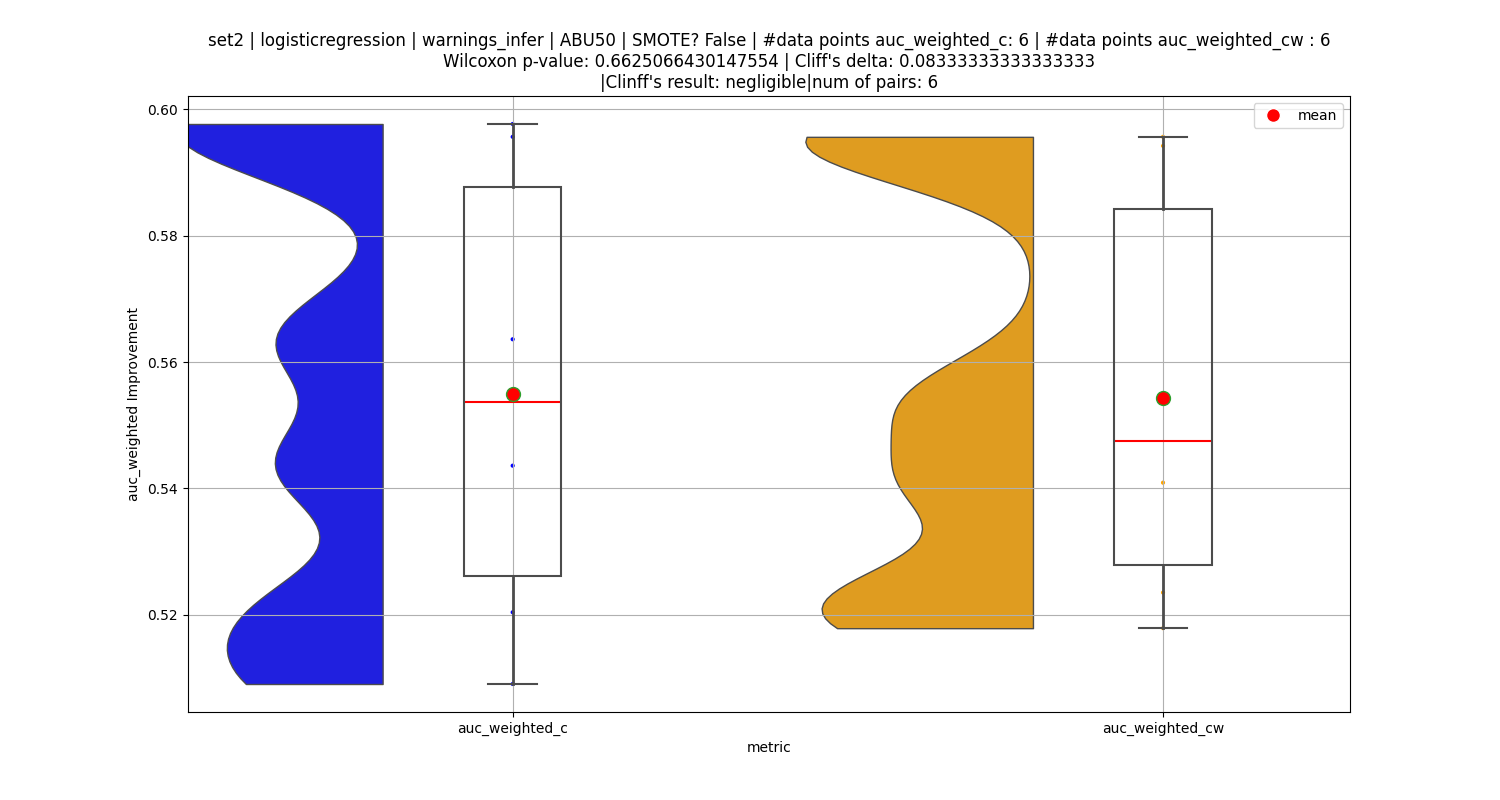 set2 | logisticregression | warnings_infer | ABU50 | SMOTE? False | #data points auc_weighted_c: 6 | #data points auc_weighted_cw : 6
Wilcoxon p-value: 0.6625066430147554 | Cliff's delta: 0.08333333333333333
|Clinff's result: negligible|num of pairs: 6
mean
0.60
0.58
0.56
0.54
0.52
auc_weighted Improvement
auc_weighted_c
auc_weighted_cw
metric